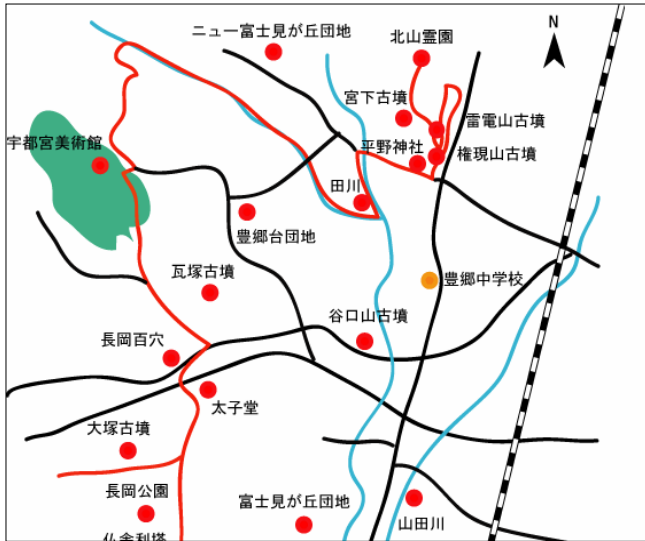 ニュー富士見が丘団地
北山霊園
N
宮下古墳
雷電山古墳
宇都宮美術館
平野神社
権現山古墳
田川
豊郷台団地
瓦塚古墳
豊郷中学校
谷口山古墳
長岡百穴
太子堂
大塚古墳
長岡公園
富士見が丘団地
山田川
仏舎利塔